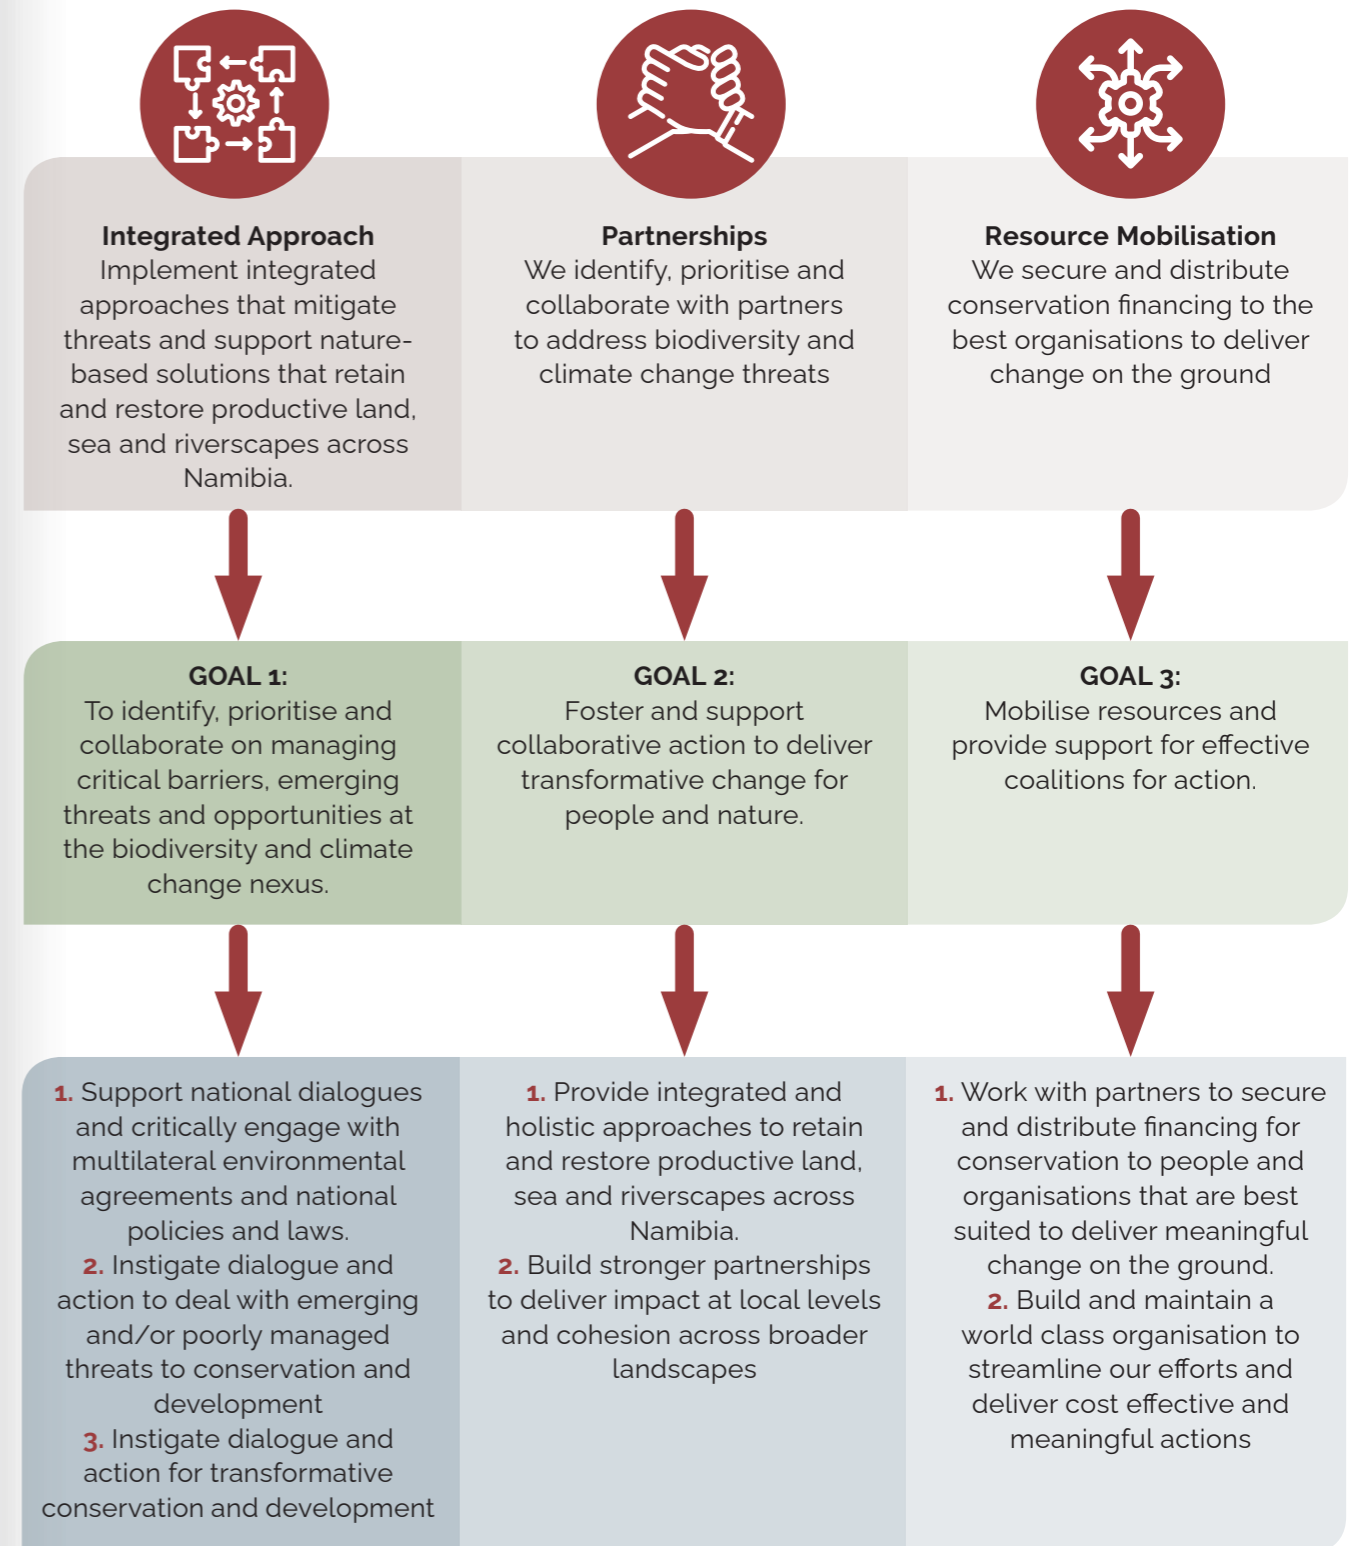 Integrated Approach
Implement integrated
approaches that mitigate
threats and support nature-
based solutions that retain
and restore productive land,
sea and riverscapes across
Namibia.
Partnerships
We identify, prioritise and
collaborate with partners
to address biodiversity and
climate change threats
Resource Mobilisation
We secure and distribute
conservation financing to the
best organisations to deliver
change on the ground
GOAL 1:
To identify, prioritise and
collaborate on managing
critical barriers, emerging
threats and opportunities at
the biodiversity and climate
change nexus.
GOAL 2:
Foster and support
collaborative action to deliver
transformative change for
people and nature.
GOAL 3:
Mobilise resources and
provide support for effective
coalitions for action.
1. Support national dialogues
and critically engage with
multilateral environmental
agreements and national
policies and laws.
2. Instigate dialogue and
action to deal with emerging
and/or poorly managed
threats to conservation and
development
3. Instigate dialogue and
action for transformative
conservation and development
1. Provide integrated and
holistic approaches to retain
and restore productive land,
sea and riverscapes across
Namibia.
2. Build stronger partnerships
to deliver impact at local levels
and cohesion across broader
landscapes
1. Work with partners to secure
and distribute financing for
conservation to people and
organisations that are best
suited to deliver meaningful
change on the ground.
2. Build and maintain a
world class organisation to
streamline our efforts and
deliver cost effective and
meaningful actions